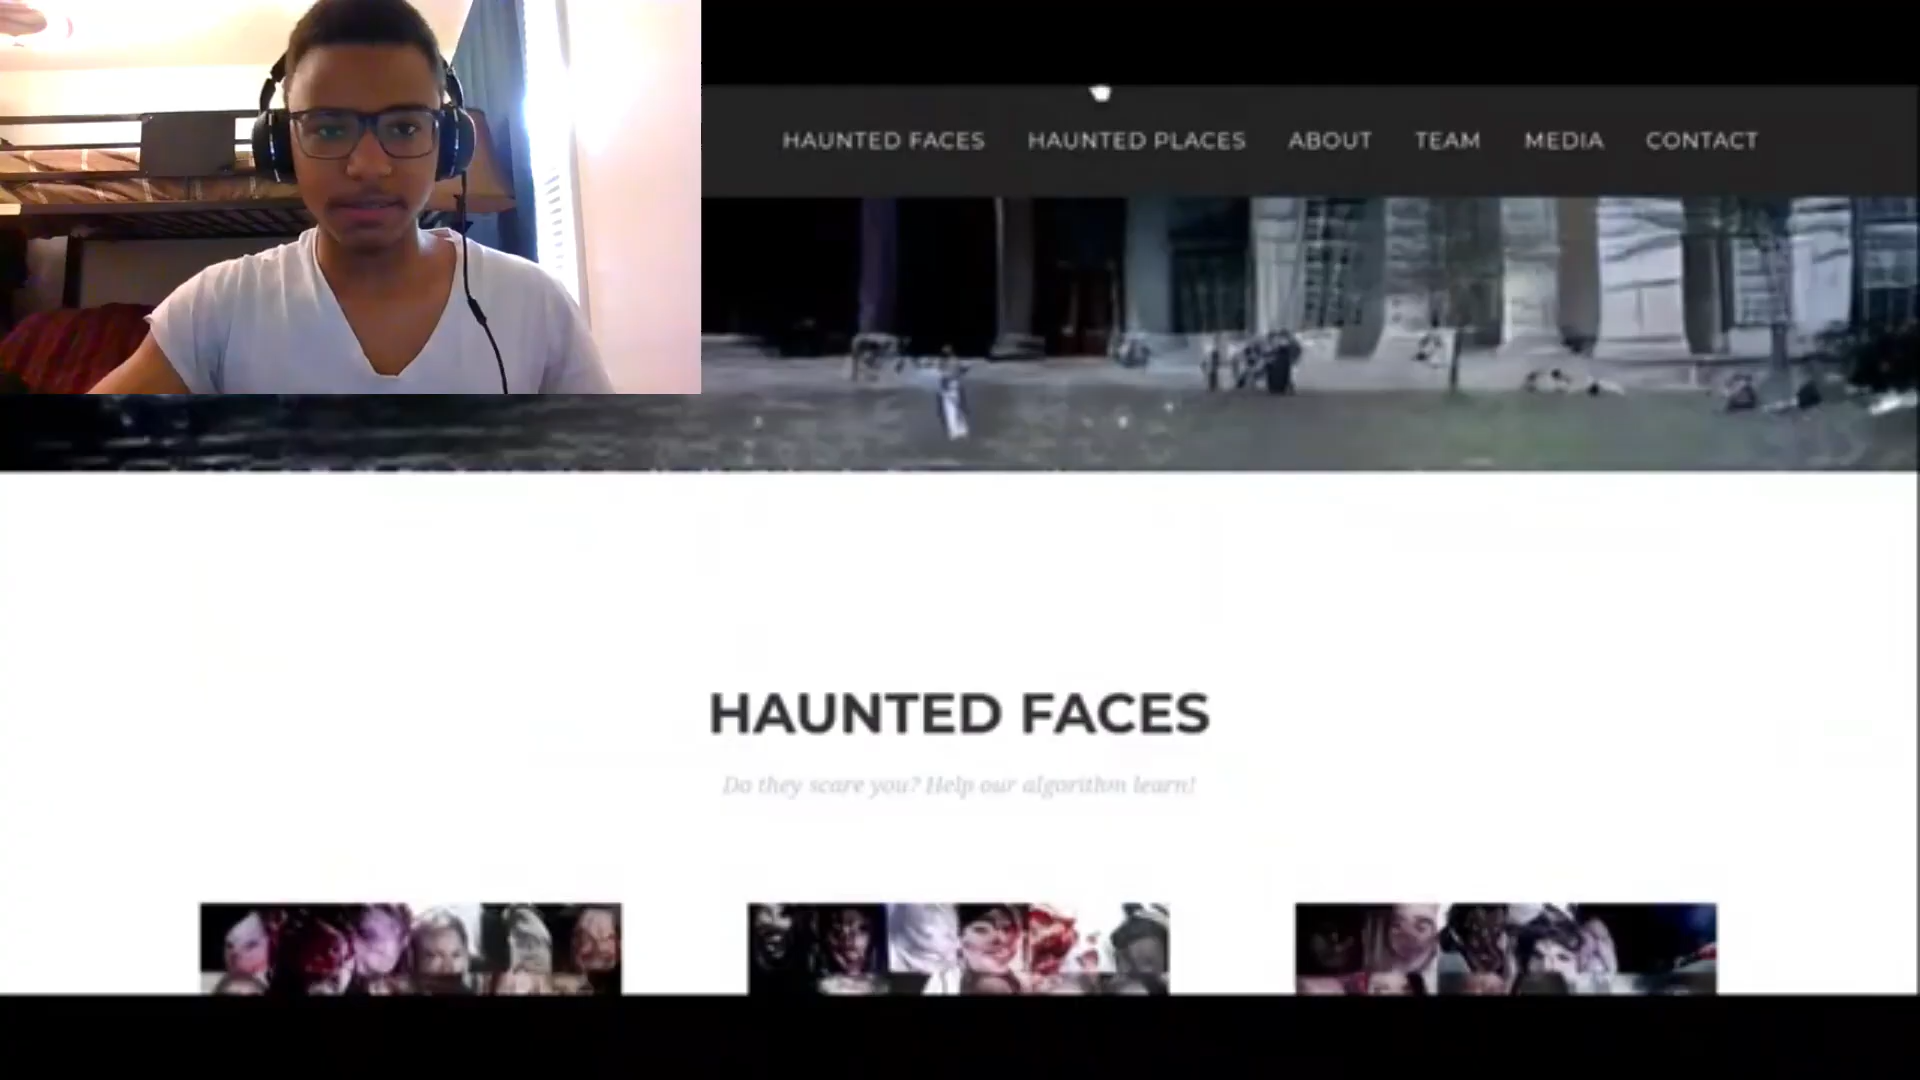 HAUNTED FACES HAUNTED PLACES ABOUT TEAM MEDIA CONTACT
HAUNTED FACES
Do they scare you? Help our algorithm learn!